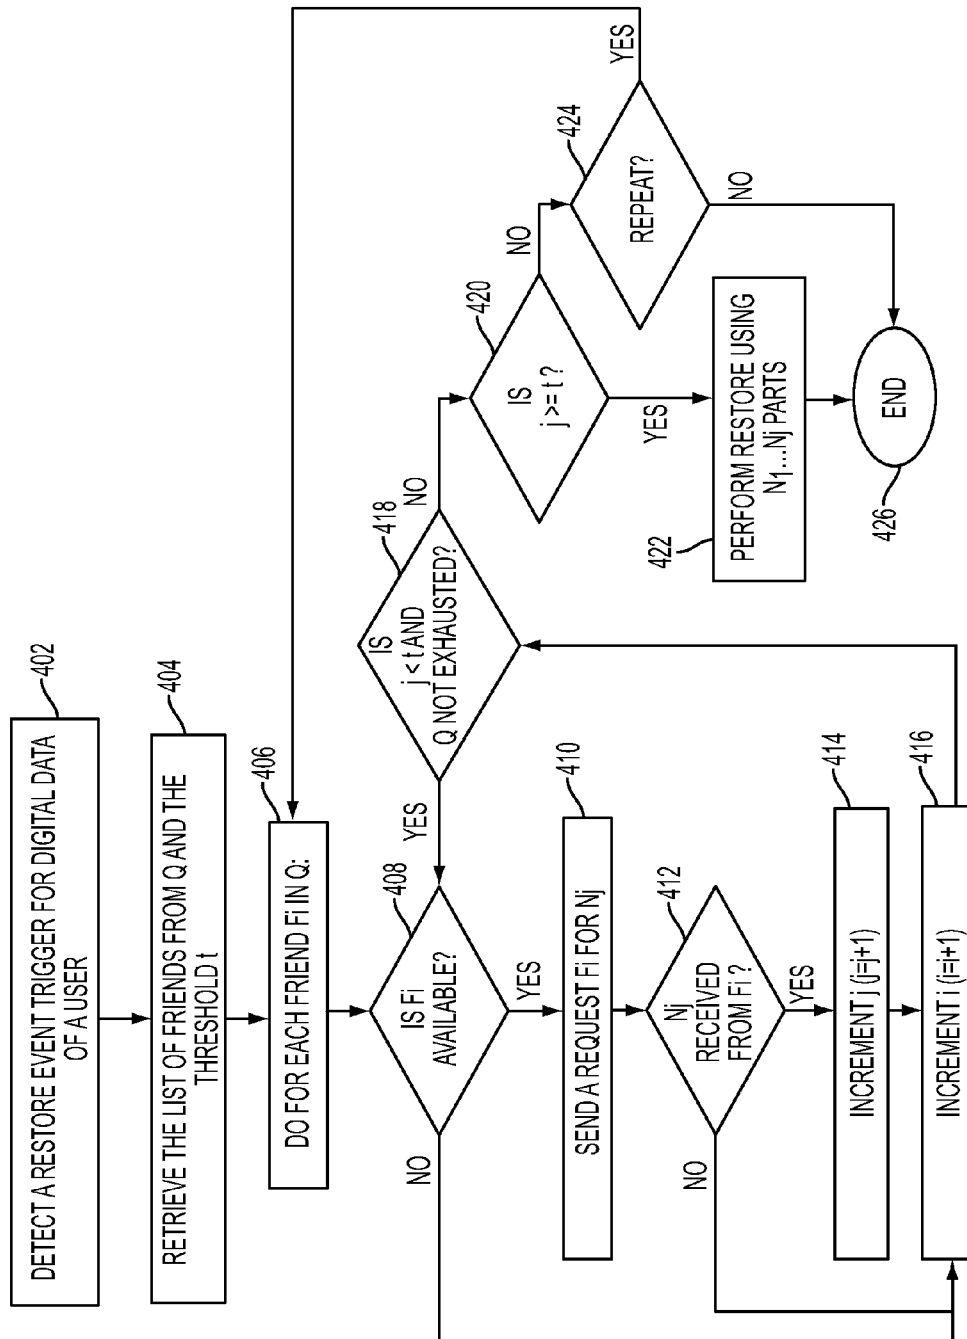 402
DETECT A RESTORE EVENT TRIGGER FOR DIGITAL DATA
OF A USER
404
RETRIEVE THE LIST OF FRIENDS FROM Q AND THE
THRESHOLD t
406
DO FOR EACH FRIEND Fi IN Q:
408
IS Fi
AVAILABLE?
NO
YES
410
SEND A REQUEST Fi FOR Nj
412
Nj
RECEIVED
FROM Fi ?
NO
YES
414
INCREMENT j (j=j+1)
416
INCREMENT i (i=i+1)
418
IS
j < t AND
Q NOT EXHAUSTED?
YES
NO
420
IS
j >= t ?
NO
YES
422
PERFORM RESTORE USING
N1...Nj PARTS
424
REPEAT?
YES
NO
END
426